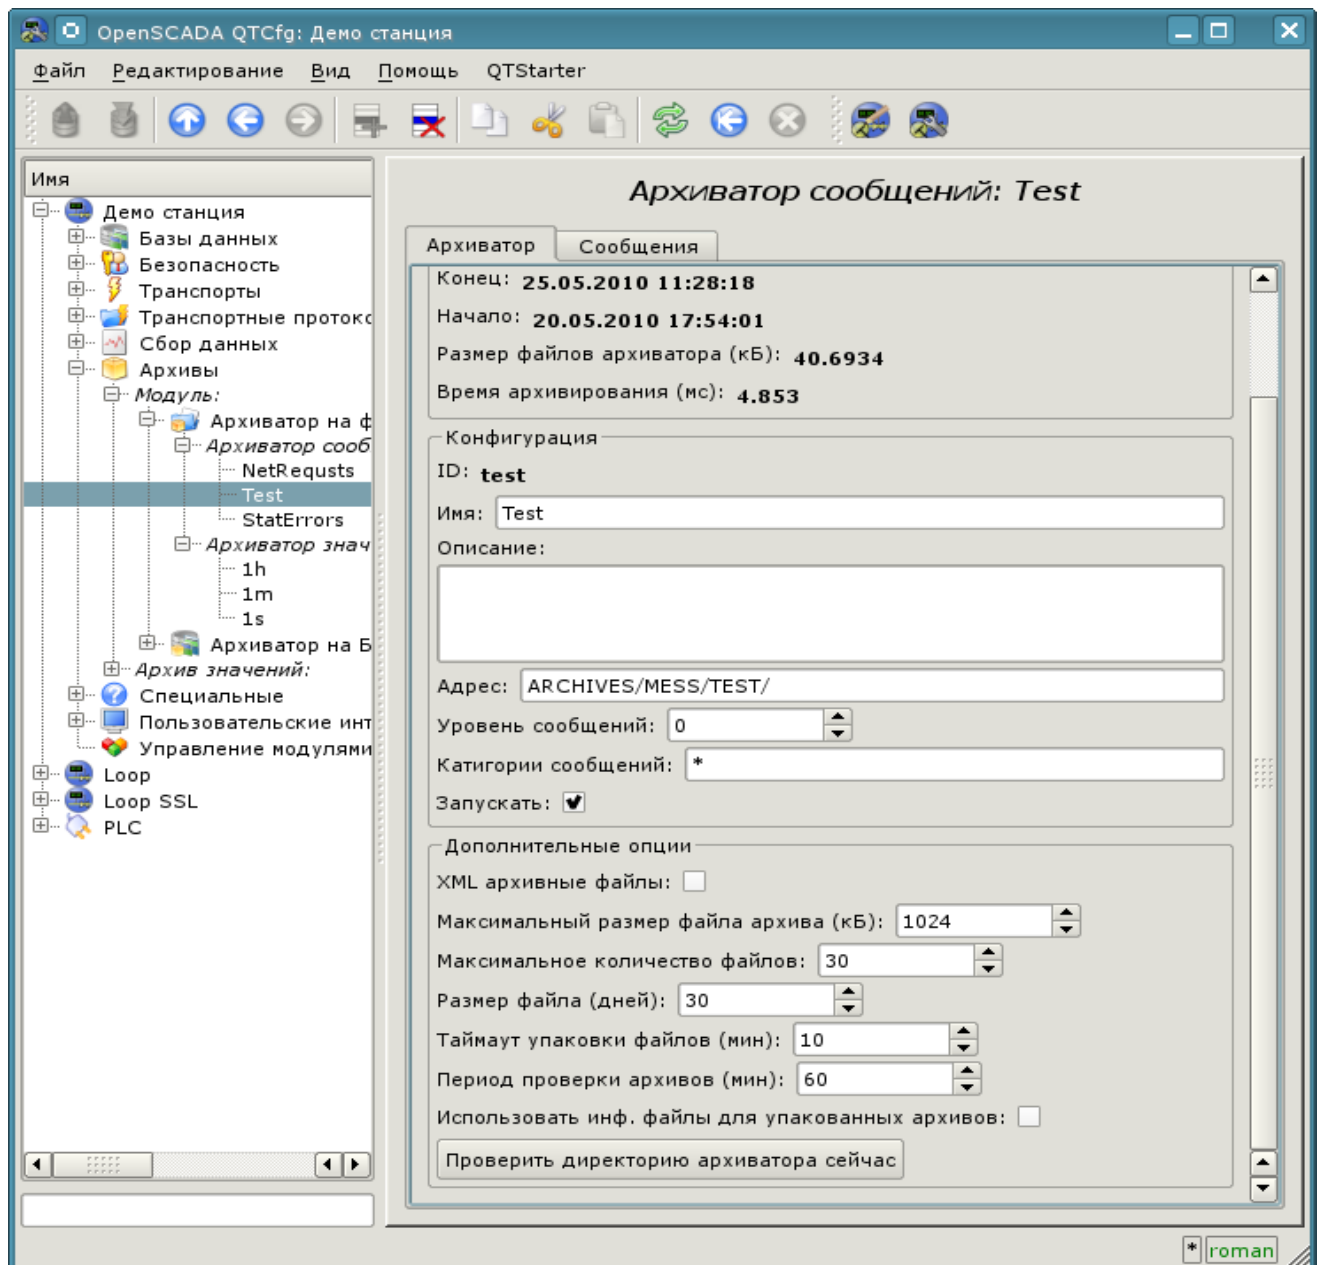 OpenSCADA QTCfg: Демо станция
Файл Редактирование Вид Помощь QTStarter
Имя
Демо станция
Базы данных
Безопасность
Транспорты
Транспортные протокс
Сбор данных
Архивы
Модуль:
Архиватор на ф
Архиватор сооб
NetRequsts
Test
StatErrors
Архиватор знач
1h
1m
1s
Архиватор на Б
Архив значений:
Специальные
Пользовательские инт
Управление модулями
Loop
Loop SSL
PLC
Архиватор сообщений: Test
Архиватор Сообщения
Конец: 25.05.2010 11:28:18
Начало: 20.05.2010 17:54:01
Размер файлов архиватора (кБ): 40.6934
Время архивирования (мс): 4.853
Конфигурация
ID: test
Имя: Test
Описание:
Адрес: ARCHIVES/MESS/TEST/
Уровень сообщений: 0
Катигории сообщений: *
Запускать:
Дополнительные опции
XML архивные файлы:
Максимальный размер файла архива (кБ): 1024
Максимальное количество файлов: 30
Размер файла (дней): 30
Таймаут упаковки файлов (мин): 10
Период проверки архивов (мин): 60
Использовать инф. файлы для упакованных архивов:
Проверить директорию архиватора сейчас
* roman